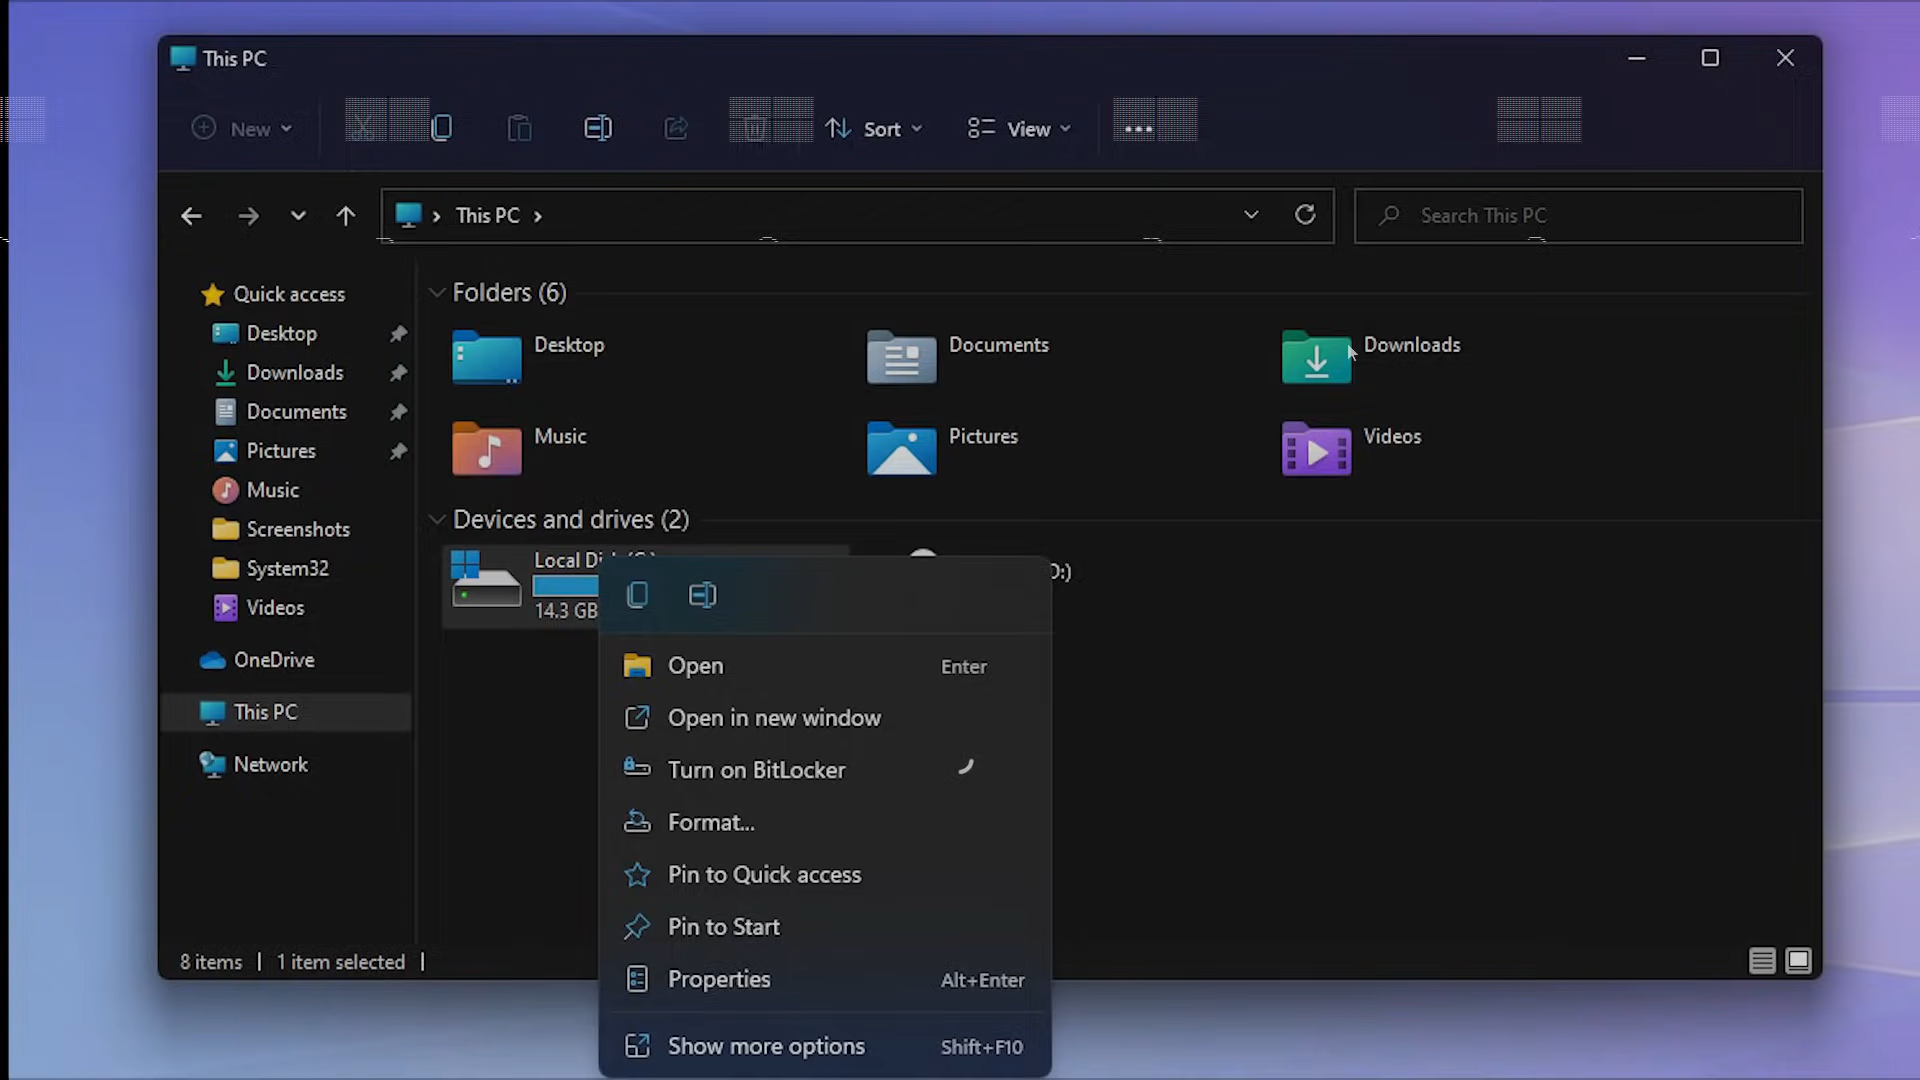 This PC
New
Sort
View
This PC
Search This PC
Quick access
Desktop
Downloads
Documents
Pictures
Music
Screenshots
System32
Videos
OneDrive
This PC
Network
Folders (6)
Desktop
Documents
Downloads
Music
Pictures
Videos
Devices and drives (2)
Local
14.3 GB
D:)
Open Enter
Open in new window
Turn on BitLocker
Format...
Pin to Quick access
Pin to Start
Properties Alt+Enter
Show more options Shift+F10
8 items
1 item selected